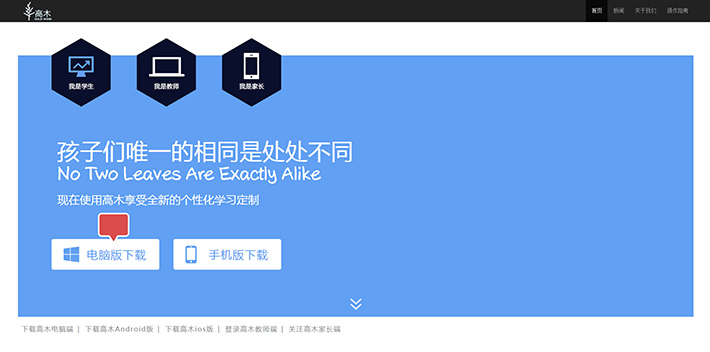 高木
首页 新闻 关于我们 操作指南
我是学生 我是教师 我是家长
孩子们唯一的相同是处处不同
No Two Leaves Are Exactly Alike
现在使用高木享受全新的个性化学习定制
电脑版下载 手机版下载
下载高木电脑端 | 下载高木Android版 | 下载高木ios版 | 登录高木教师端 | 关注高木家长端